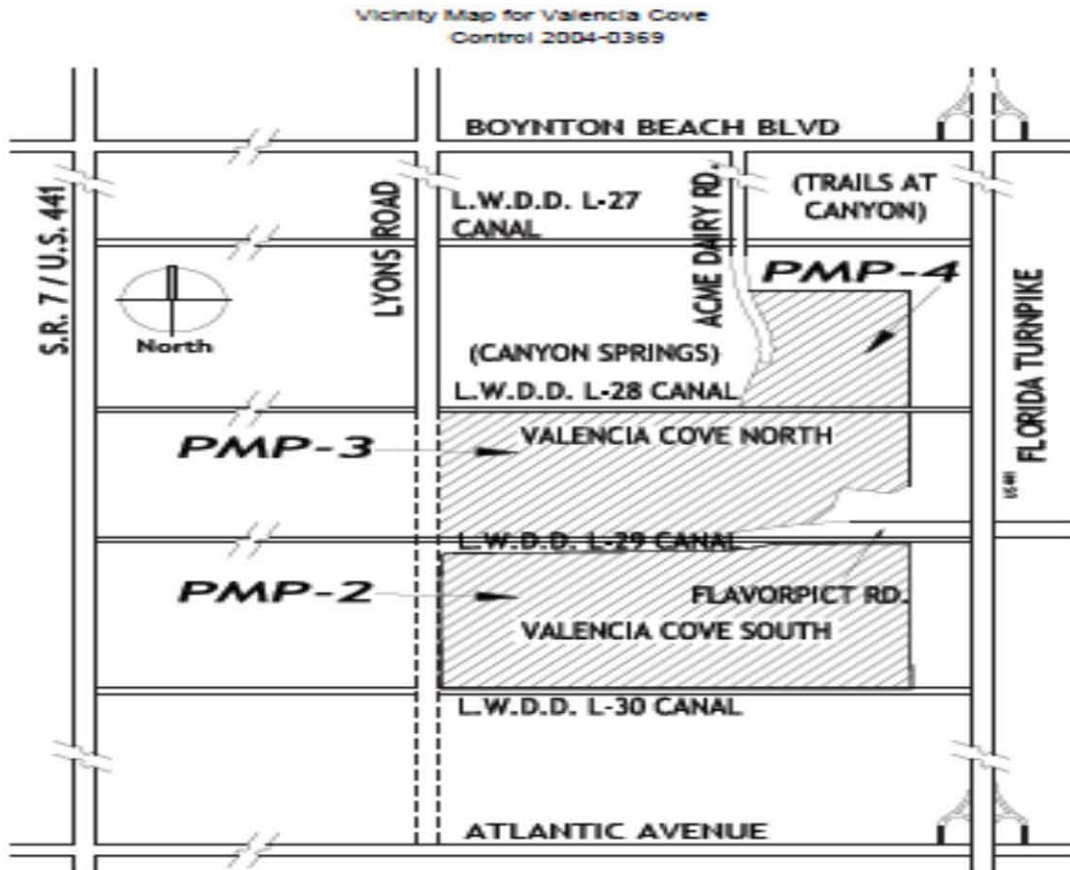 Vicinity Map for Valencia Cove
Control 2004-0369
BOYNTON BEACH BLVD
S.R. 7 / U.S. 441
LYONS ROAD
L.W.D.D. L-27
CANAL
ACME DAIRY RD.
(TRAILS AT
CANYON)
PMP-4
North
(CANYON SPRINGS)
L.W.D.D. L-28 CANAL
FLORIDA TURNPIKE
PMP-3
VALENCIA COVE NORTH
L.W.D.D. L-29 CANAL
PMP-2
FLAVORPICT RD.
VALENCIA COVE SOUTH
L.W.D.D. L-30 CANAL
ATLANTIC AVENUE